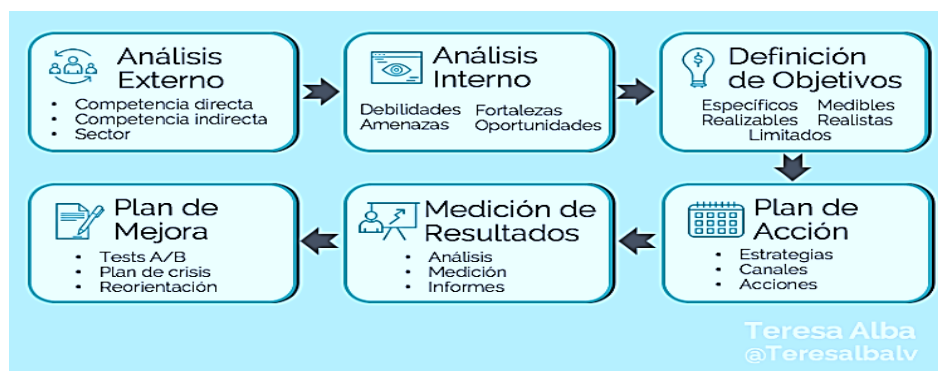 Análisis
Externo
• Competencia directa
• Competencia indirecta
• Sector
Análisis
Interno
Debilidades Fortalezas
Amenazas Oportunidades
Definición
de Objetivos
Específicos Medibles
Realizables Realistas
Limitados
Plan de
Acción
• Estrategias
• Canales
• Acciones
Medición de
Resultados
• Análisis
• Medición
• Informes
Plan de
Mejora
• Tests A/B
• Plan de crisis
• Reorientación
Teresa Alba
@Teresalbalv